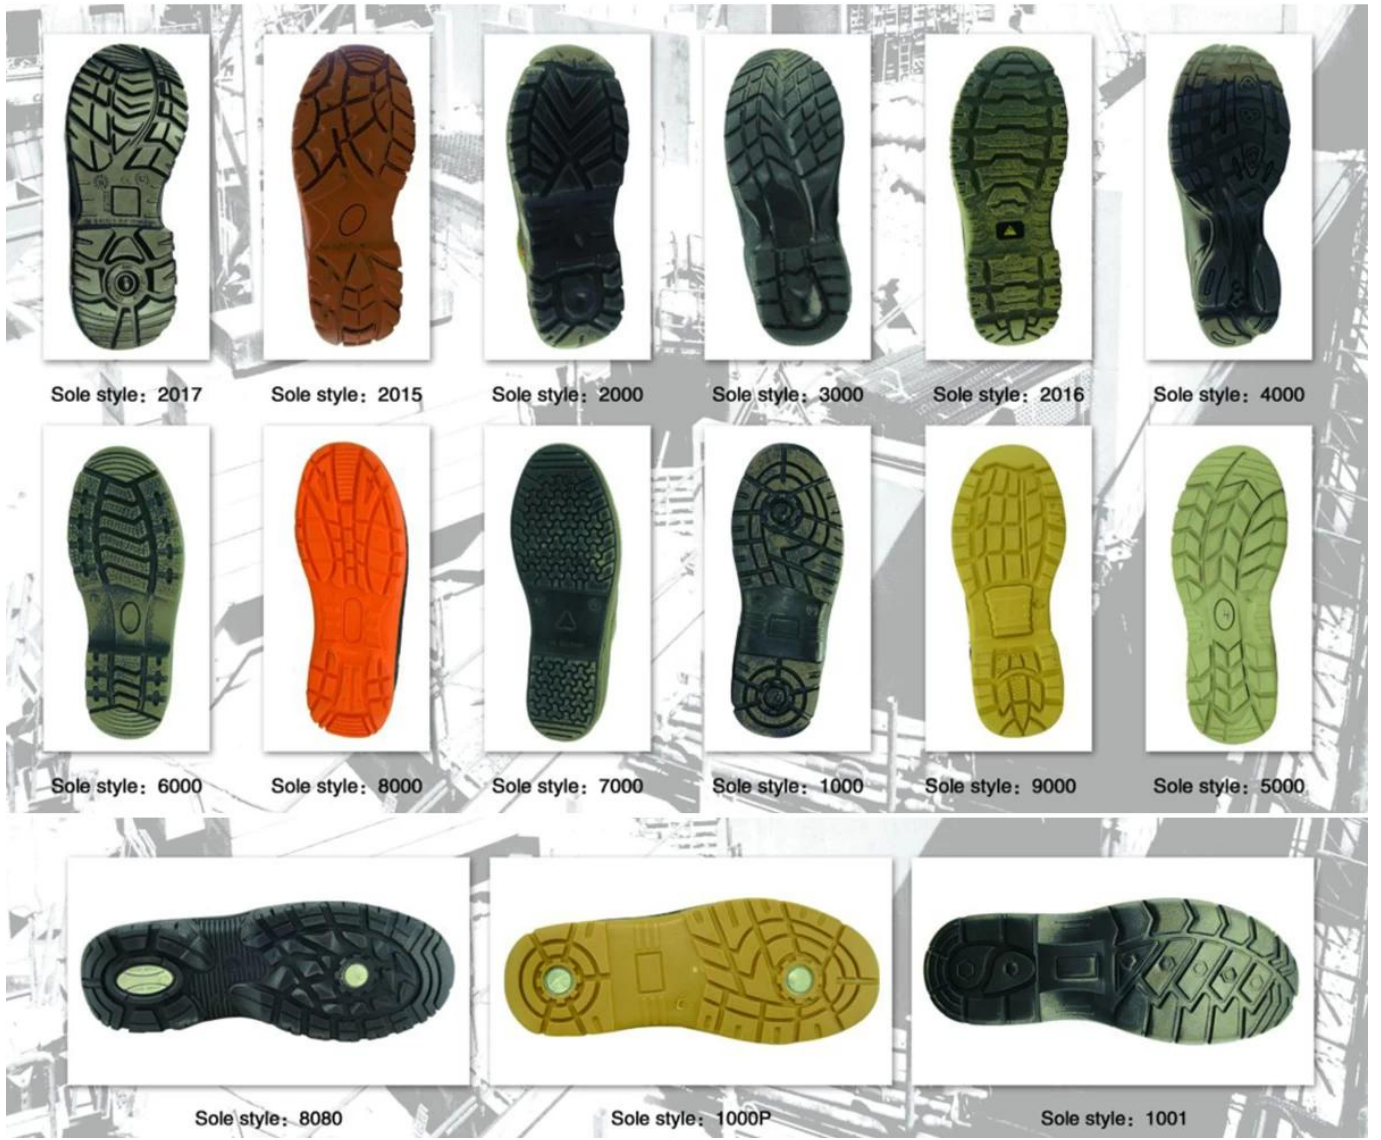 Sole style：2017
Sole style：2015
Sole style：2000
Sole style：3000
Sole style：2016
Sole style：4000
Sole style：6000
Sole style：8000
Sole style：7000
Sole style：1000
Sole style：9000
Sole style：5000
Sole style：8080
Sole style：1000P
Sole style：1001